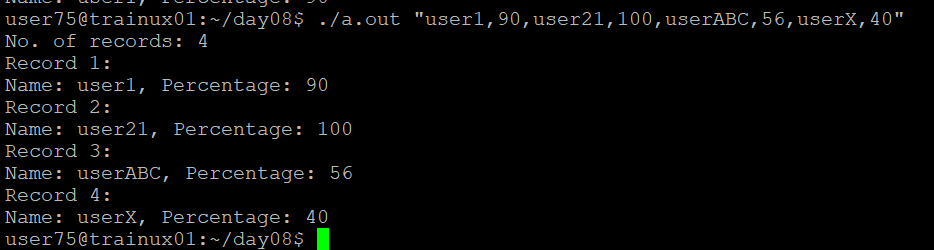 user75@trainux01:~/day08$ ./a.out "user1,90,user21,100,userABC,56,userX,40"
No. of records: 4
Record 1:
Name: user1, Percentage: 90
Record 2:
Name: user21, Percentage: 100
Record 3:
Name: userABC, Percentage: 56
Record 4:
Name: userX, Percentage: 40
user75@trainux01:~/day08$